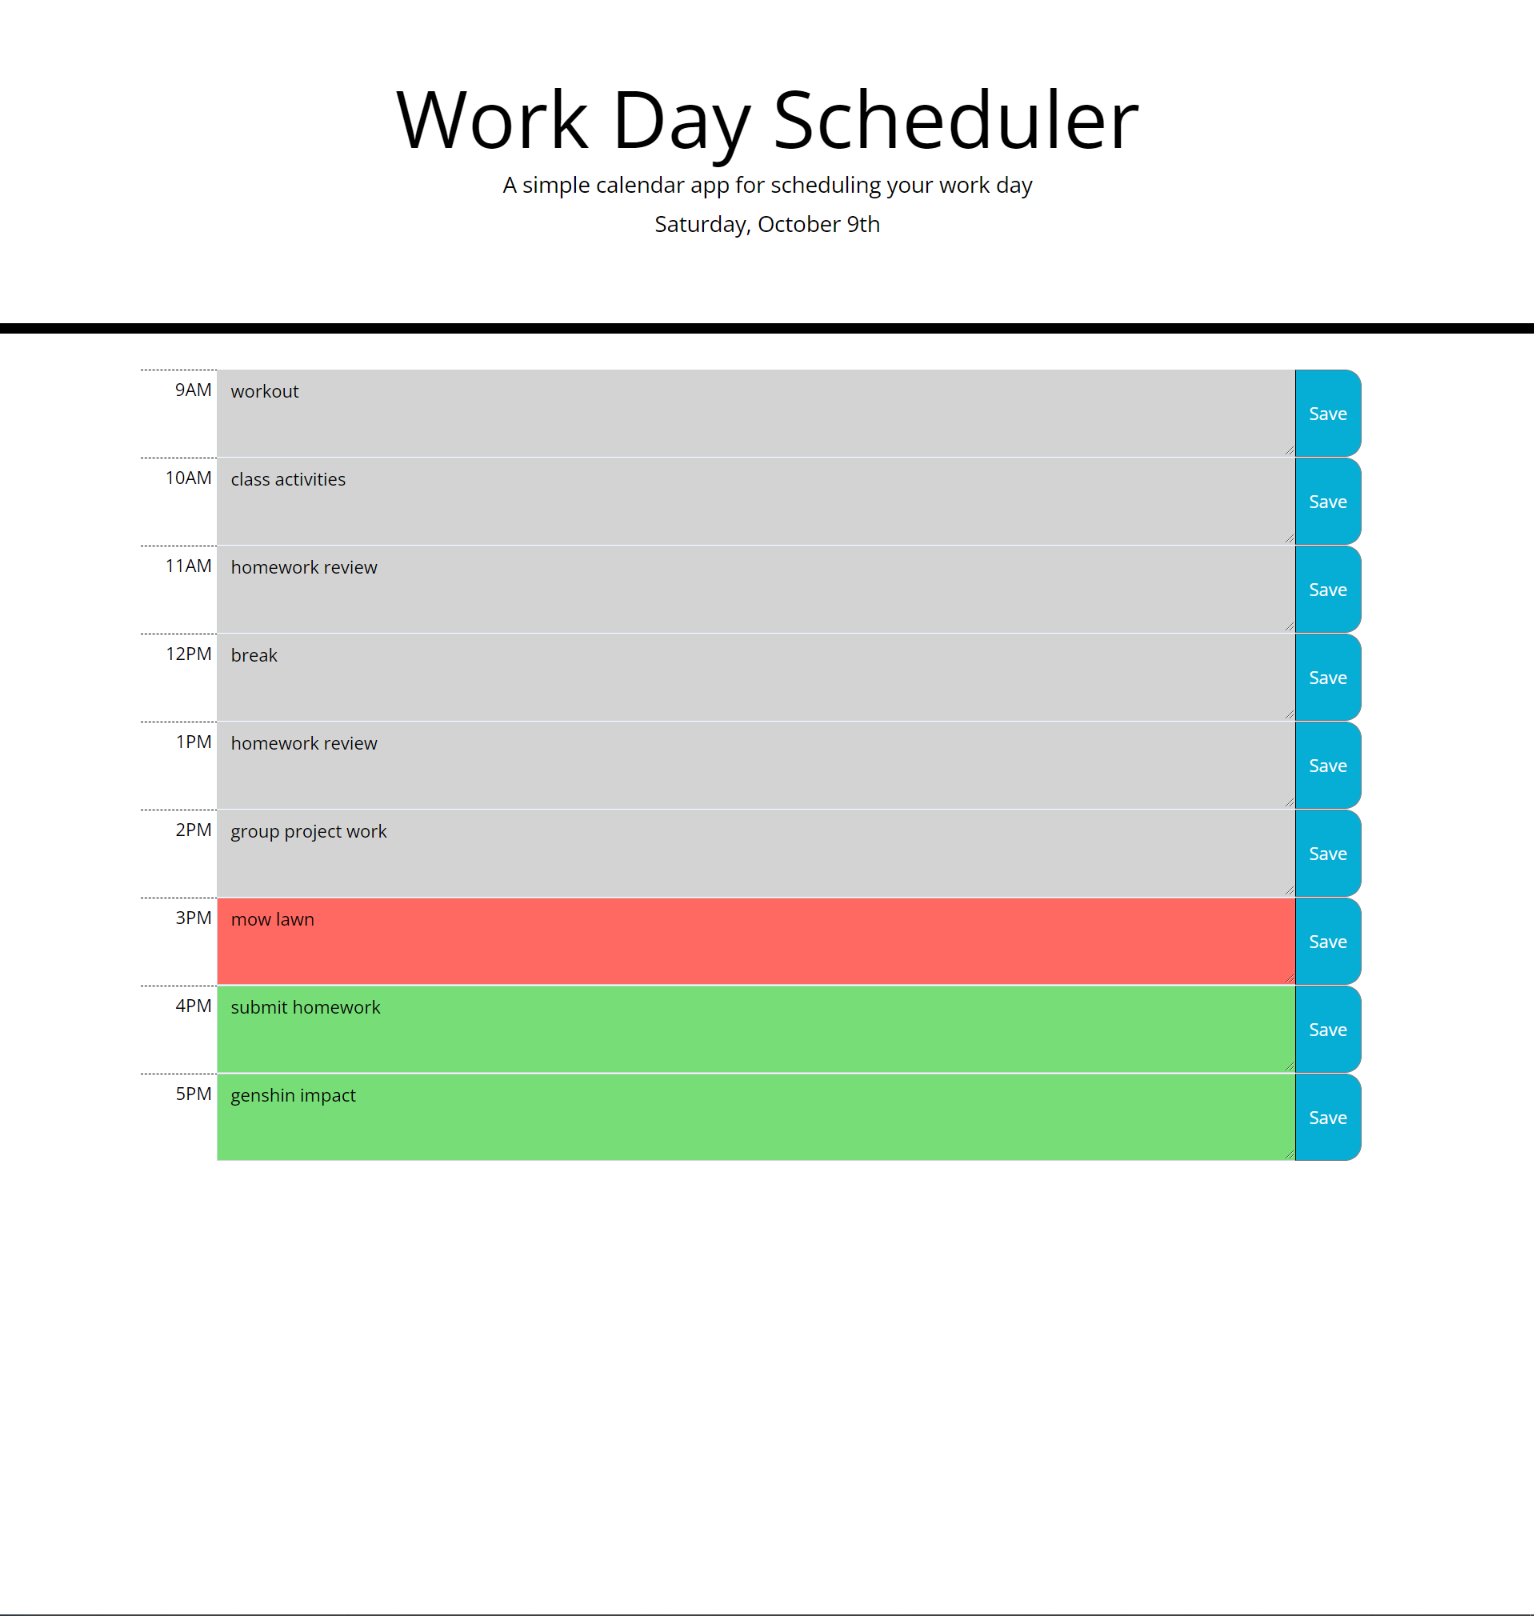 Work Day Scheduler
A simple calendar app for scheduling your work day
Saturday, October 9th
9AM workout Save
10AM class activities Save
11AM homework review Save
12PM break Save
1PM homework review Save
2PM group project work Save
3PM mow lawn Save
4PM submit homework Save
5PM genshin impact Save